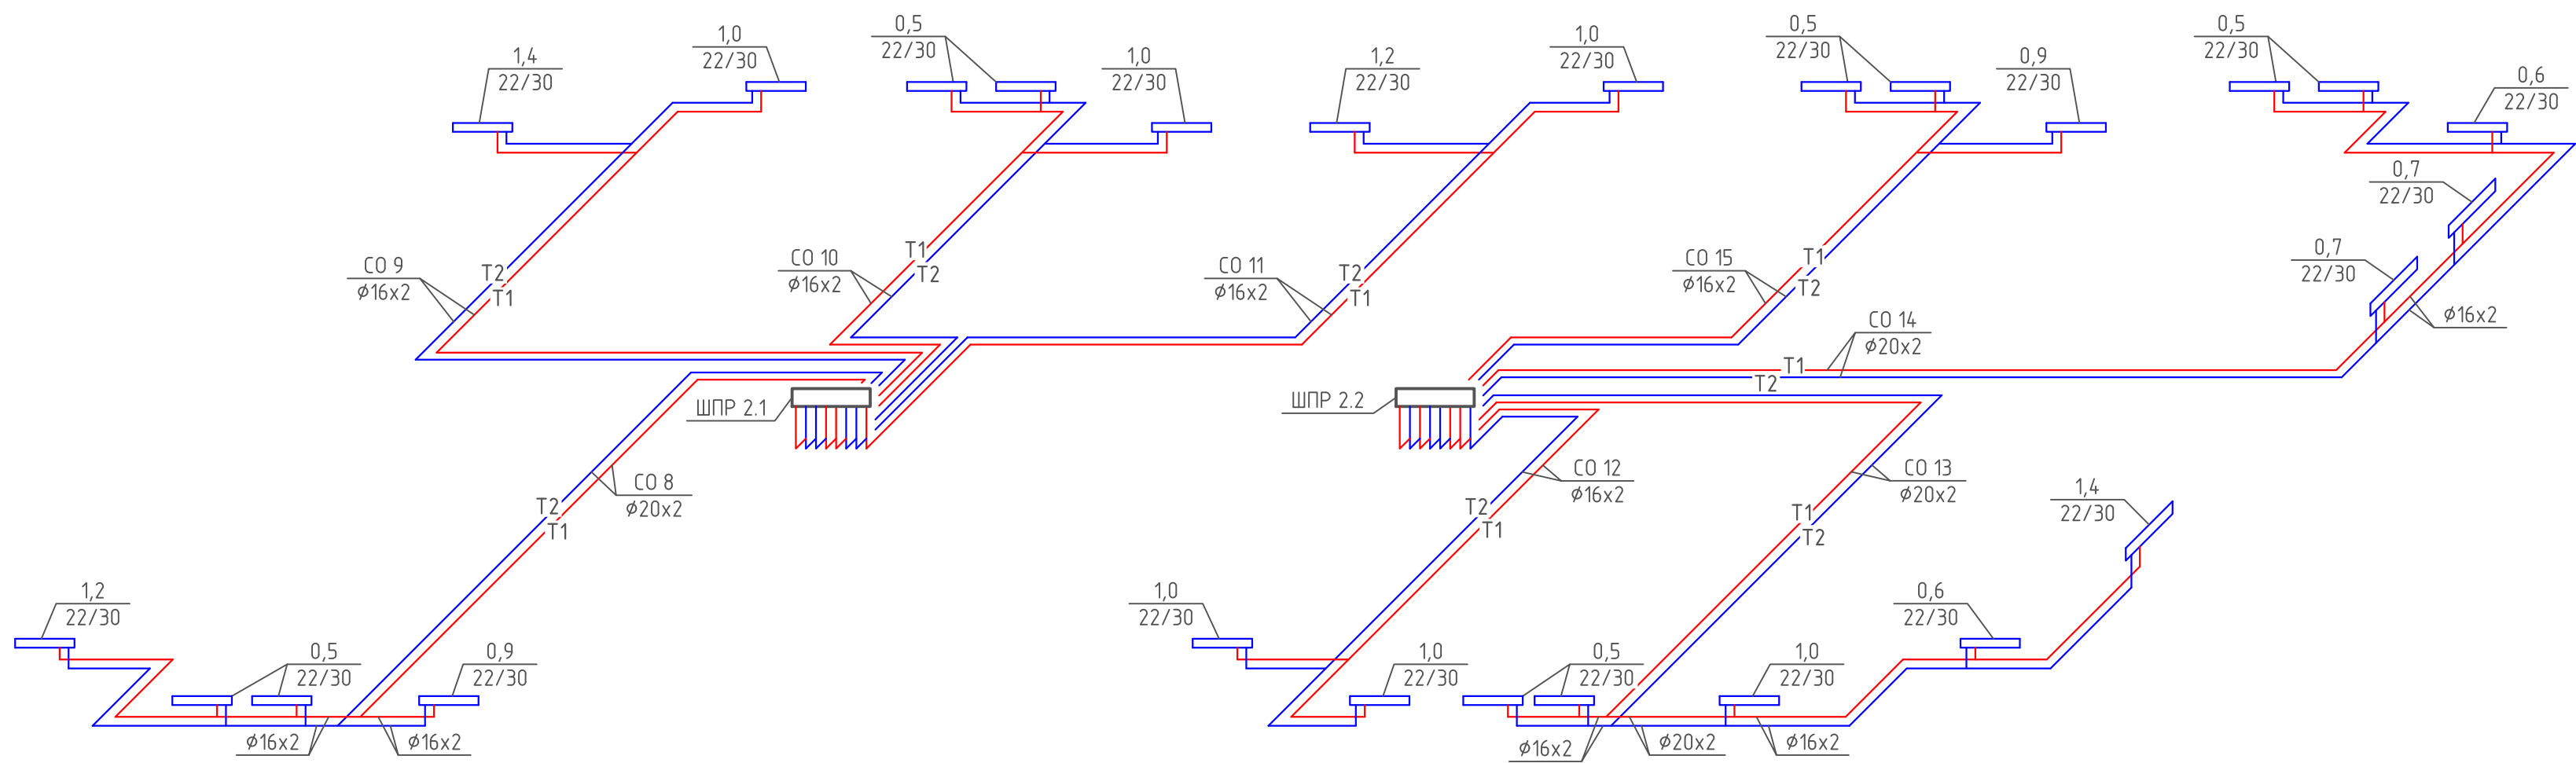 1,4
22/30
1,0
22/30
0,5
22/30
1,0
22/30
1,2
22/30
1,0
22/30
0,5
22/30
0,9
22/30
0,5
22/30
0,6
22/30
0,7
22/30
0,7
22/30
СО 9
ϕ16х2
Т2
Т1
СО 10
ϕ16х2
Т1
Т2
СО 11
ϕ16х2
Т2
Т1
СО 15
ϕ16х2
Т1
Т2
СО 14
ϕ20х2
Т1
Т2
ϕ16х2
ШПР 2.1
ШПР 2.2
СО 8
ϕ20х2
Т2
Т1
СО 12
ϕ16х2
Т2
Т1
СО 13
ϕ20х2
Т1
Т2
1,4
22/30
1,2
22/30
0,5
22/30
0,9
22/30
1,0
22/30
1,0
22/30
0,5
22/30
1,0
22/30
0,6
22/30
ϕ16х2
ϕ16х2
ϕ16х2
ϕ20х2
ϕ16х2